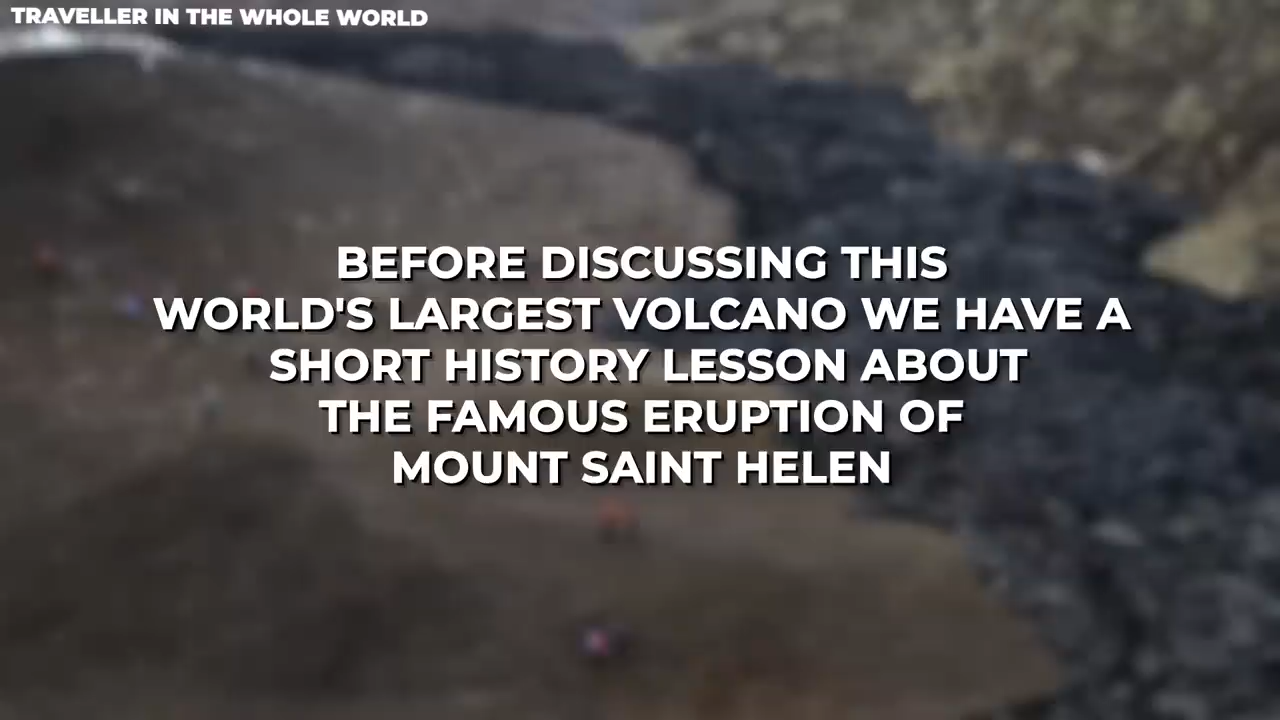 TRAVELLER IN THE WHOLE WORLD
BEFORE DISCUSSING THIS
WORLD'S LARGEST VOLCANO WE HAVE A
SHORT HISTORY LESSON ABOUT
THE FAMOUS ERUPTION OF
MOUNT SAINT HELEN